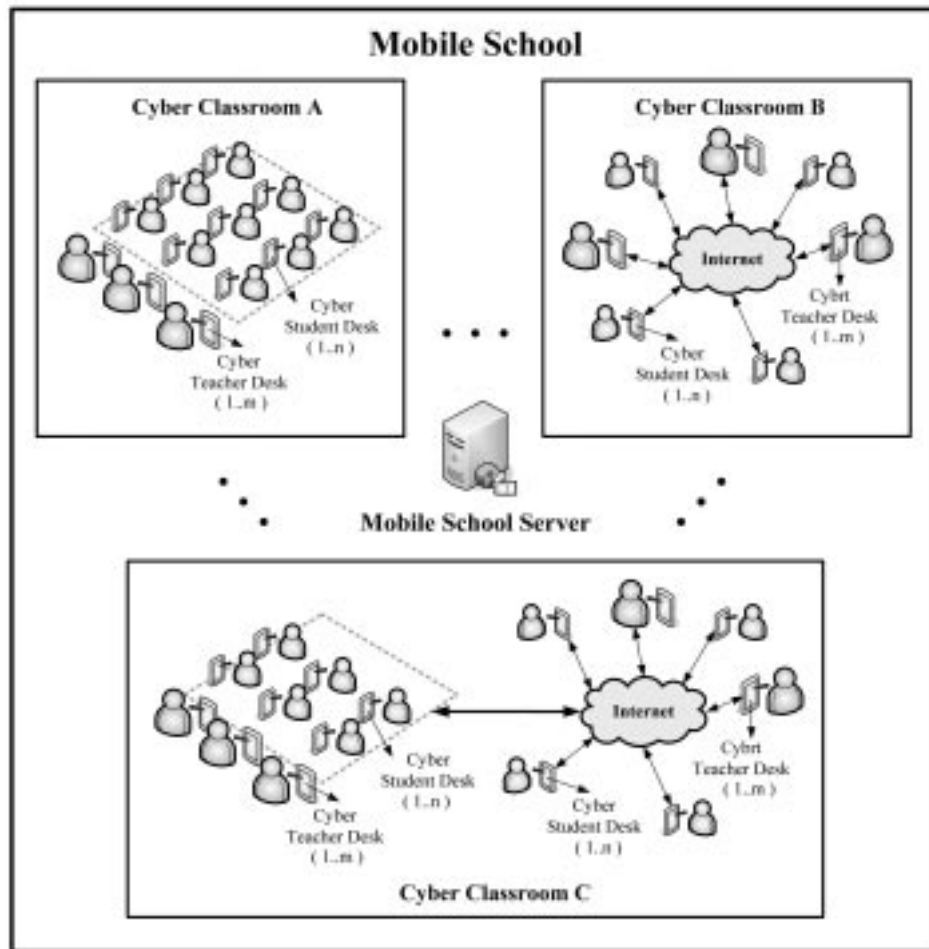 Mobile School
Cyber Classroom A
Cyber
Student Desk
( 1..n )
Cyber
Teacher Desk
( 1..m )
Cyber Classroom B
Internet
Cybrt
Teacher Desk
( 1..m )
Cyber
Student Desk
( 1..n )
Mobile School Server
Cyber
Student Desk
( 1..n )
Cyber
Teacher Desk
( 1..m )
Internet
Cybrt
Teacher Desk
( 1..m )
Cyber
Student Desk
( 1..n )
Cyber Classroom C